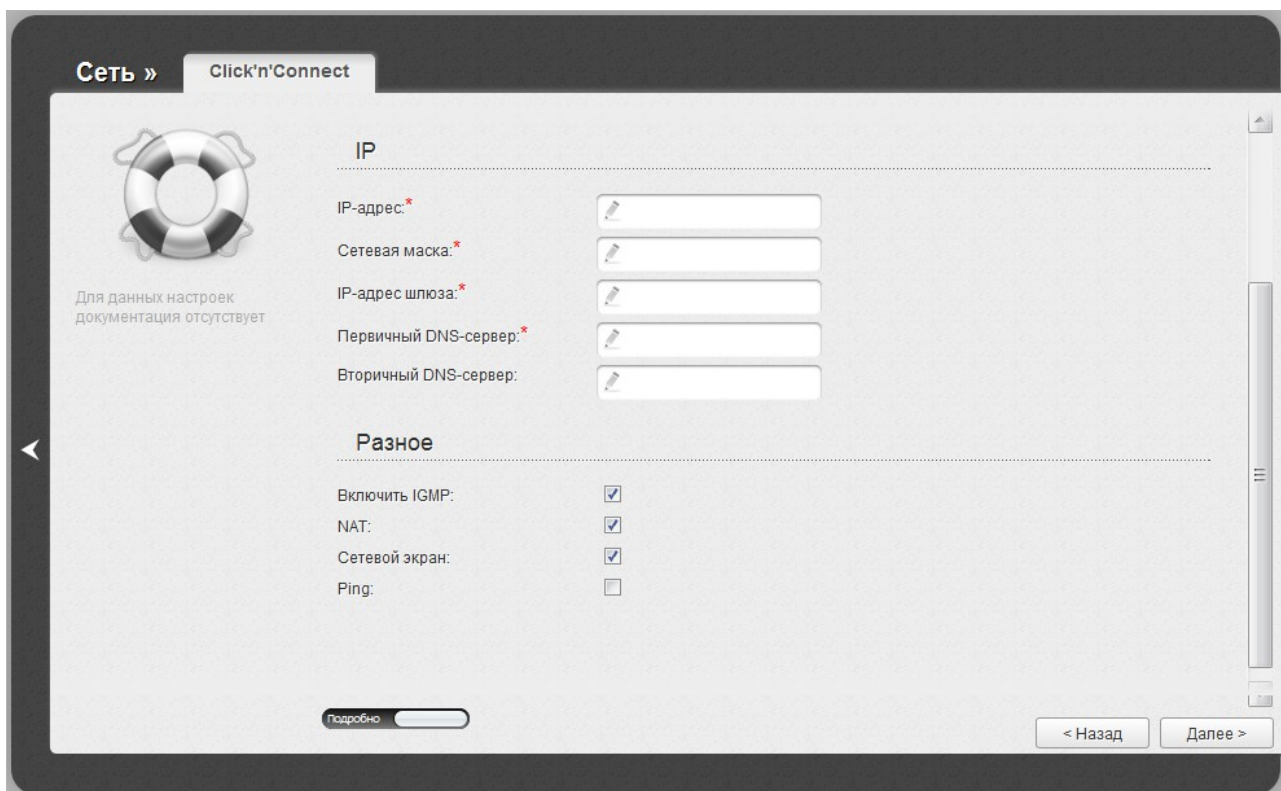 Сеть »
Click'n'Connect
Для данных настроек
документация отсутствует
IP
IP-адрес:*
Сетевая маска:*
IP-адрес шлюза:*
Первичный DNS-сервер:*
Вторичный DNS-сервер:
Разное
Включить IGMP:
NAT:
Сетевой экран:
Ping:
Подробно
< Назад
Далее >